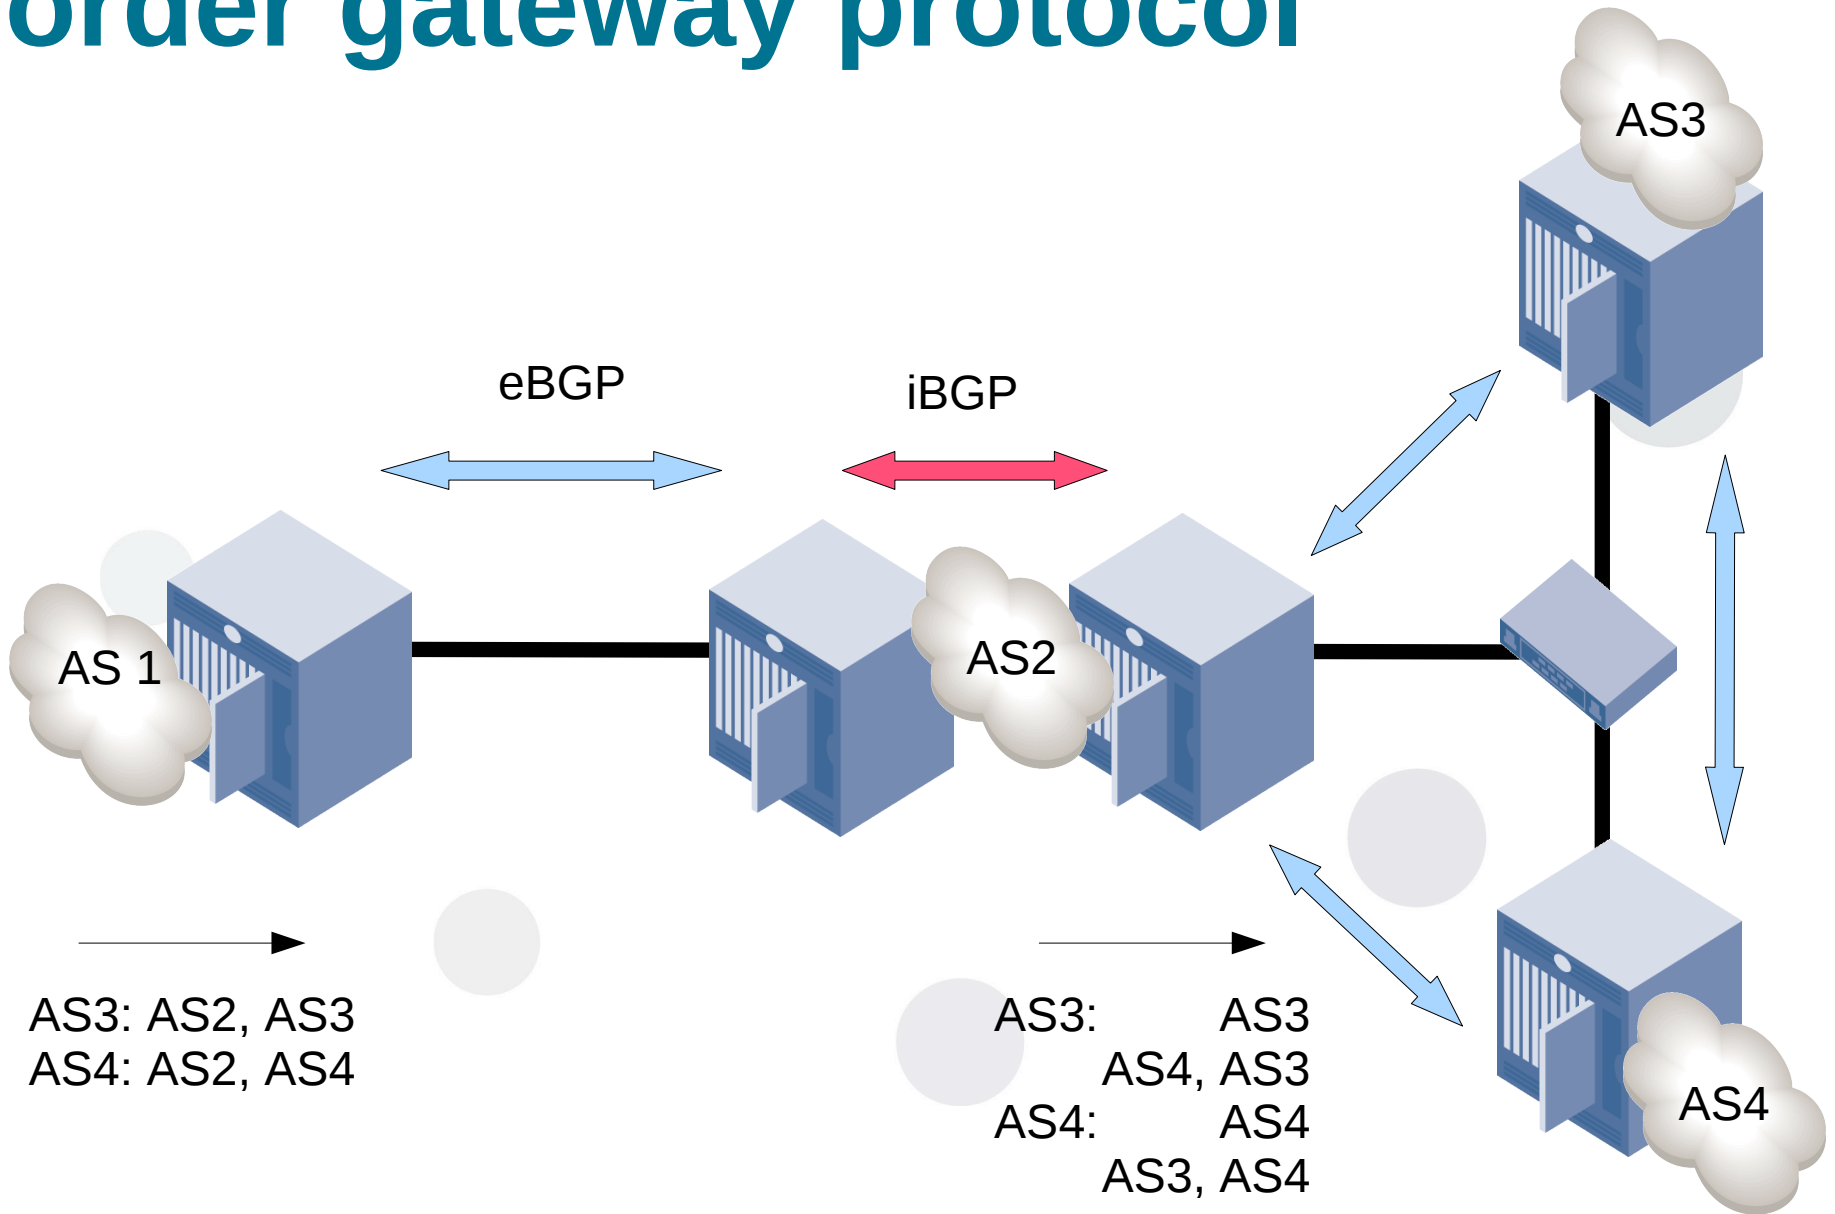 order gateway protocol
AS3
eBGP
iBGP
AS 1
AS2
AS3: AS2, AS3
AS4: AS2, AS4
AS3: AS3
AS4, AS3
AS4: AS4
AS3, AS4
AS4